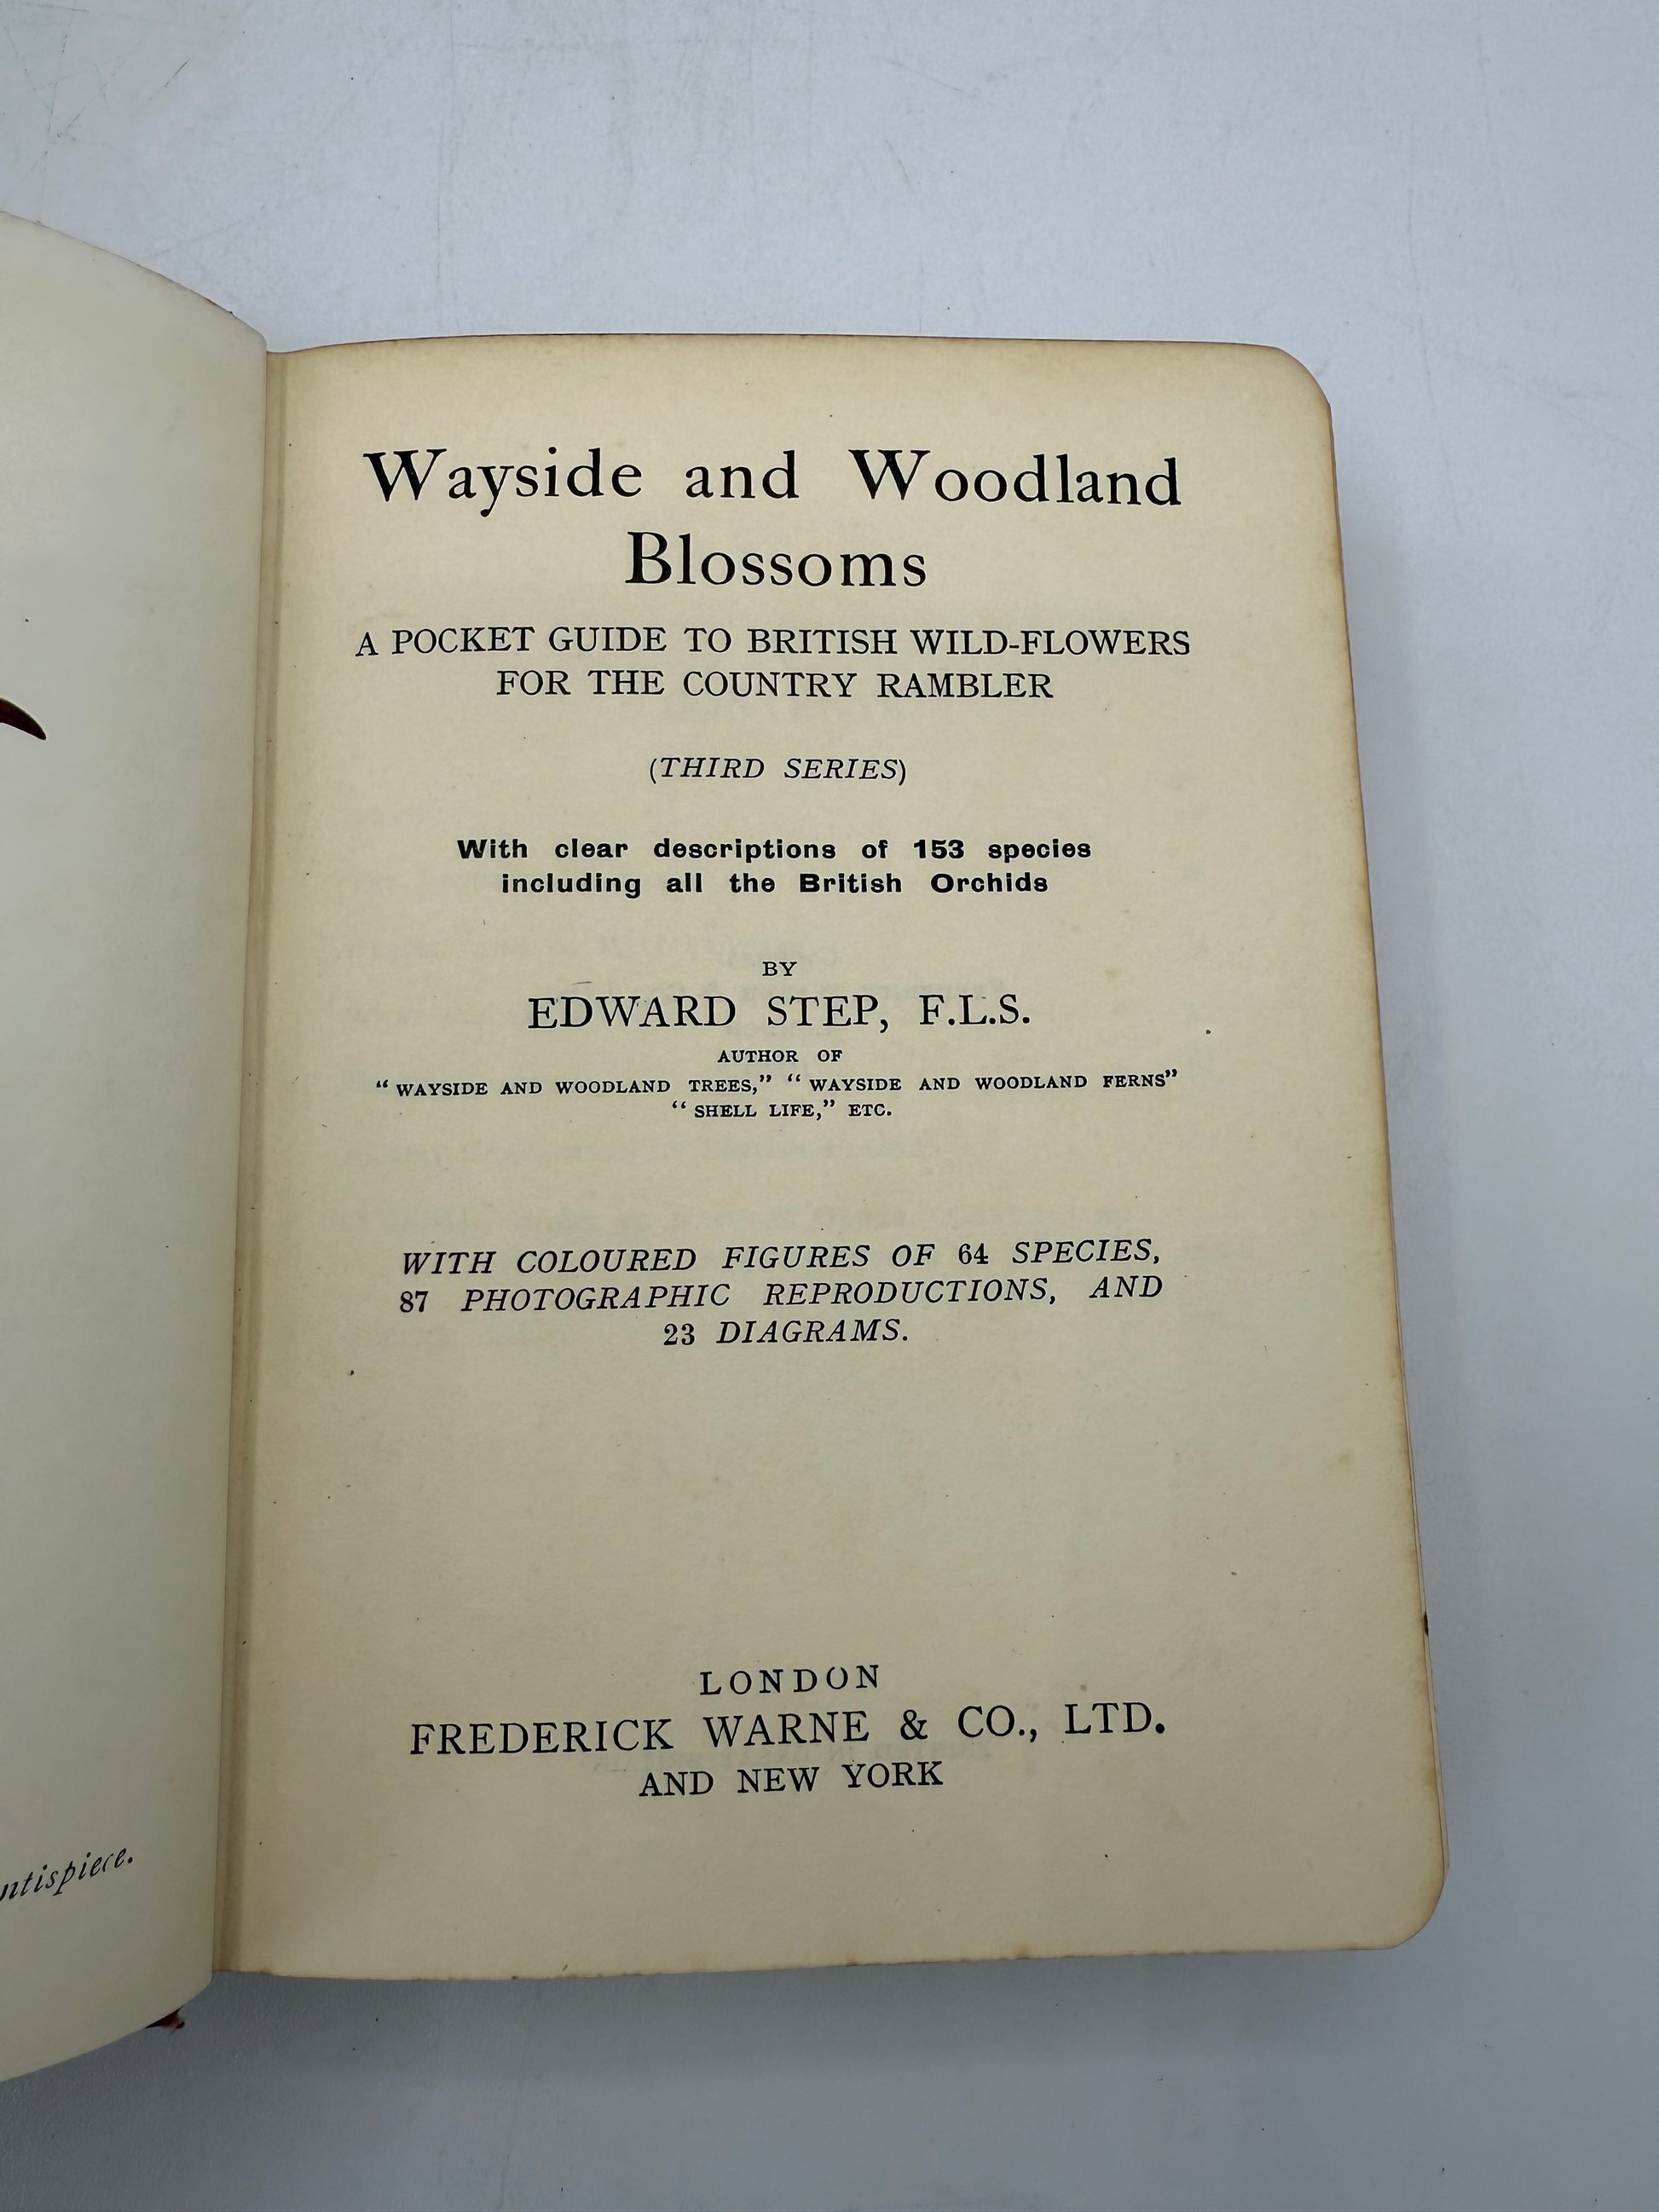 Wayside and Woodland
Blossoms
A POCKET GUIDE TO BRITISH WILD-FLOWERS
FOR THE COUNTRY RAMBLER
(THIRD SERIES)
With clear descriptions of 153 species
including all the British Orchids
BY
EDWARD STEP, F.L.S.
AUTHOR OF
“WAYSIDE AND WOODLAND TREES,” “WAYSIDE AND WOODLAND FERNS”
“SHELL LIFE,” ETC.
WITH COLOURED FIGURES OF 64 SPECIES,
87 PHOTOGRAPHIC REPRODUCTIONS, AND
23 DIAGRAMS.
LONDON
FREDERICK WARNE & CO., LTD.
AND NEW YORK
ntispiece.